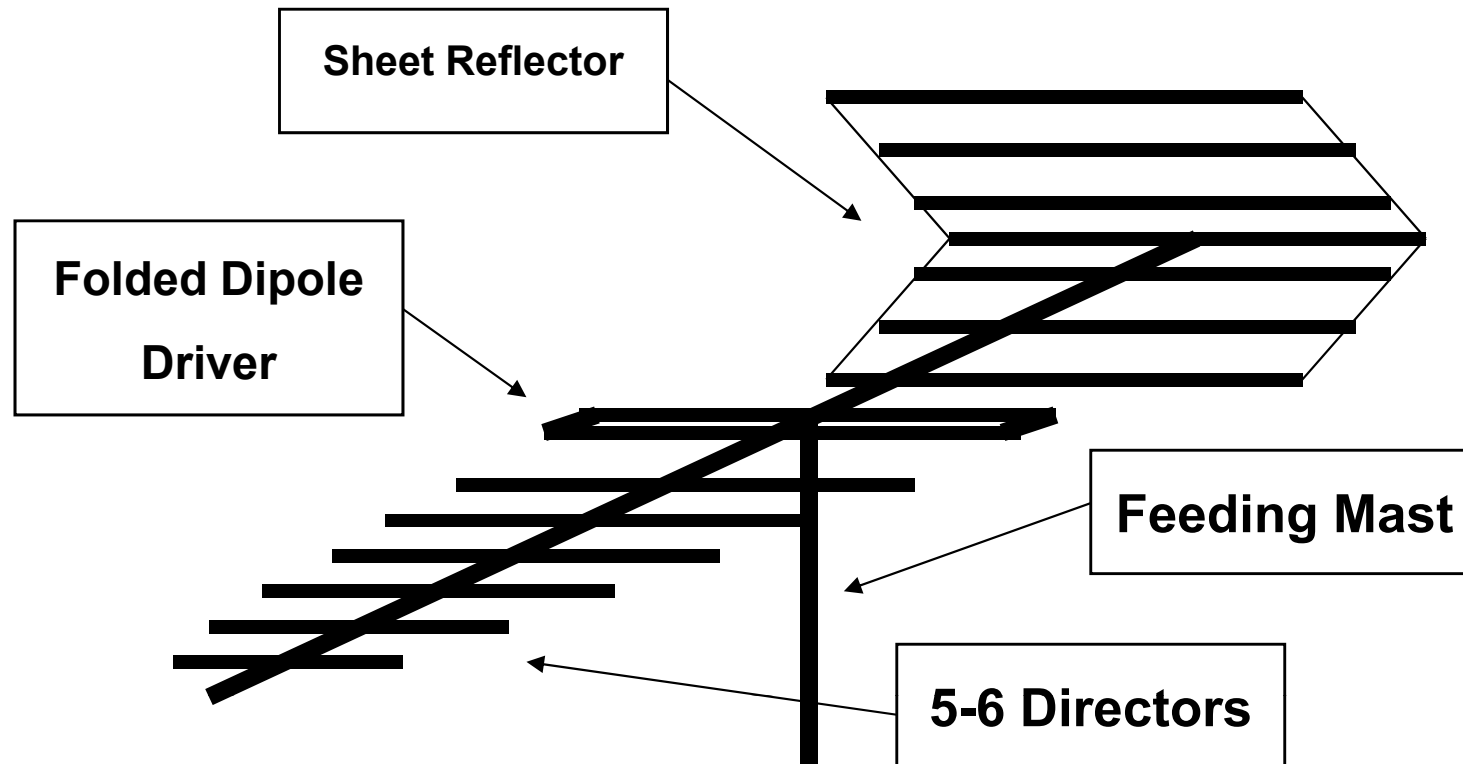 Sheet Reflector
Folded Dipole
Driver
Feeding Mast
5-6 Directors